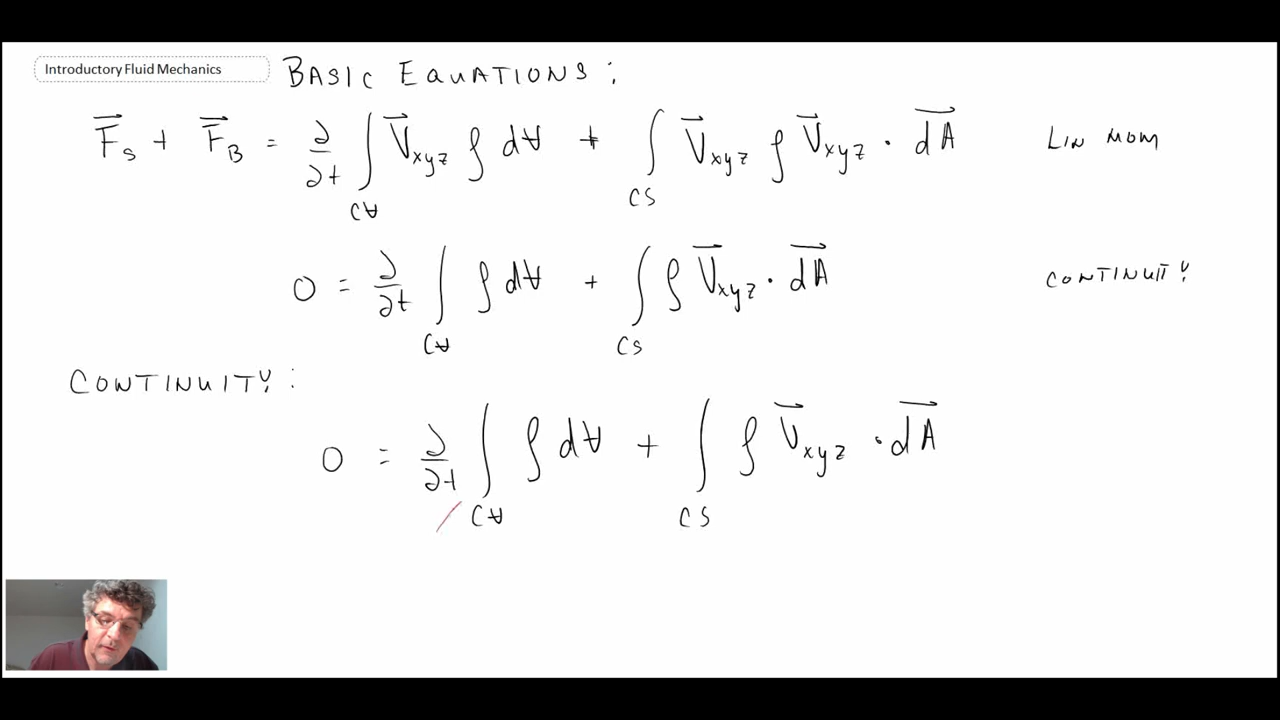 Introductory Fluid Mechanics
BASIC EQUATIONS:
F⃗s + F⃗B = ∂/∂t ∫CV V⃗xyz ρ dV + ∫CS V⃗xyz ρ V⃗xyz · dA⃗ LIN MOM
0 = ∂/∂t ∫CV ρ dV + ∫CS ρ V⃗xyz · dA⃗ CONTINUITY
CONTINUITY:
0 = ∂/∂t ∫CV ρ dV + ∫CS ρ V⃗xyz · dA⃗